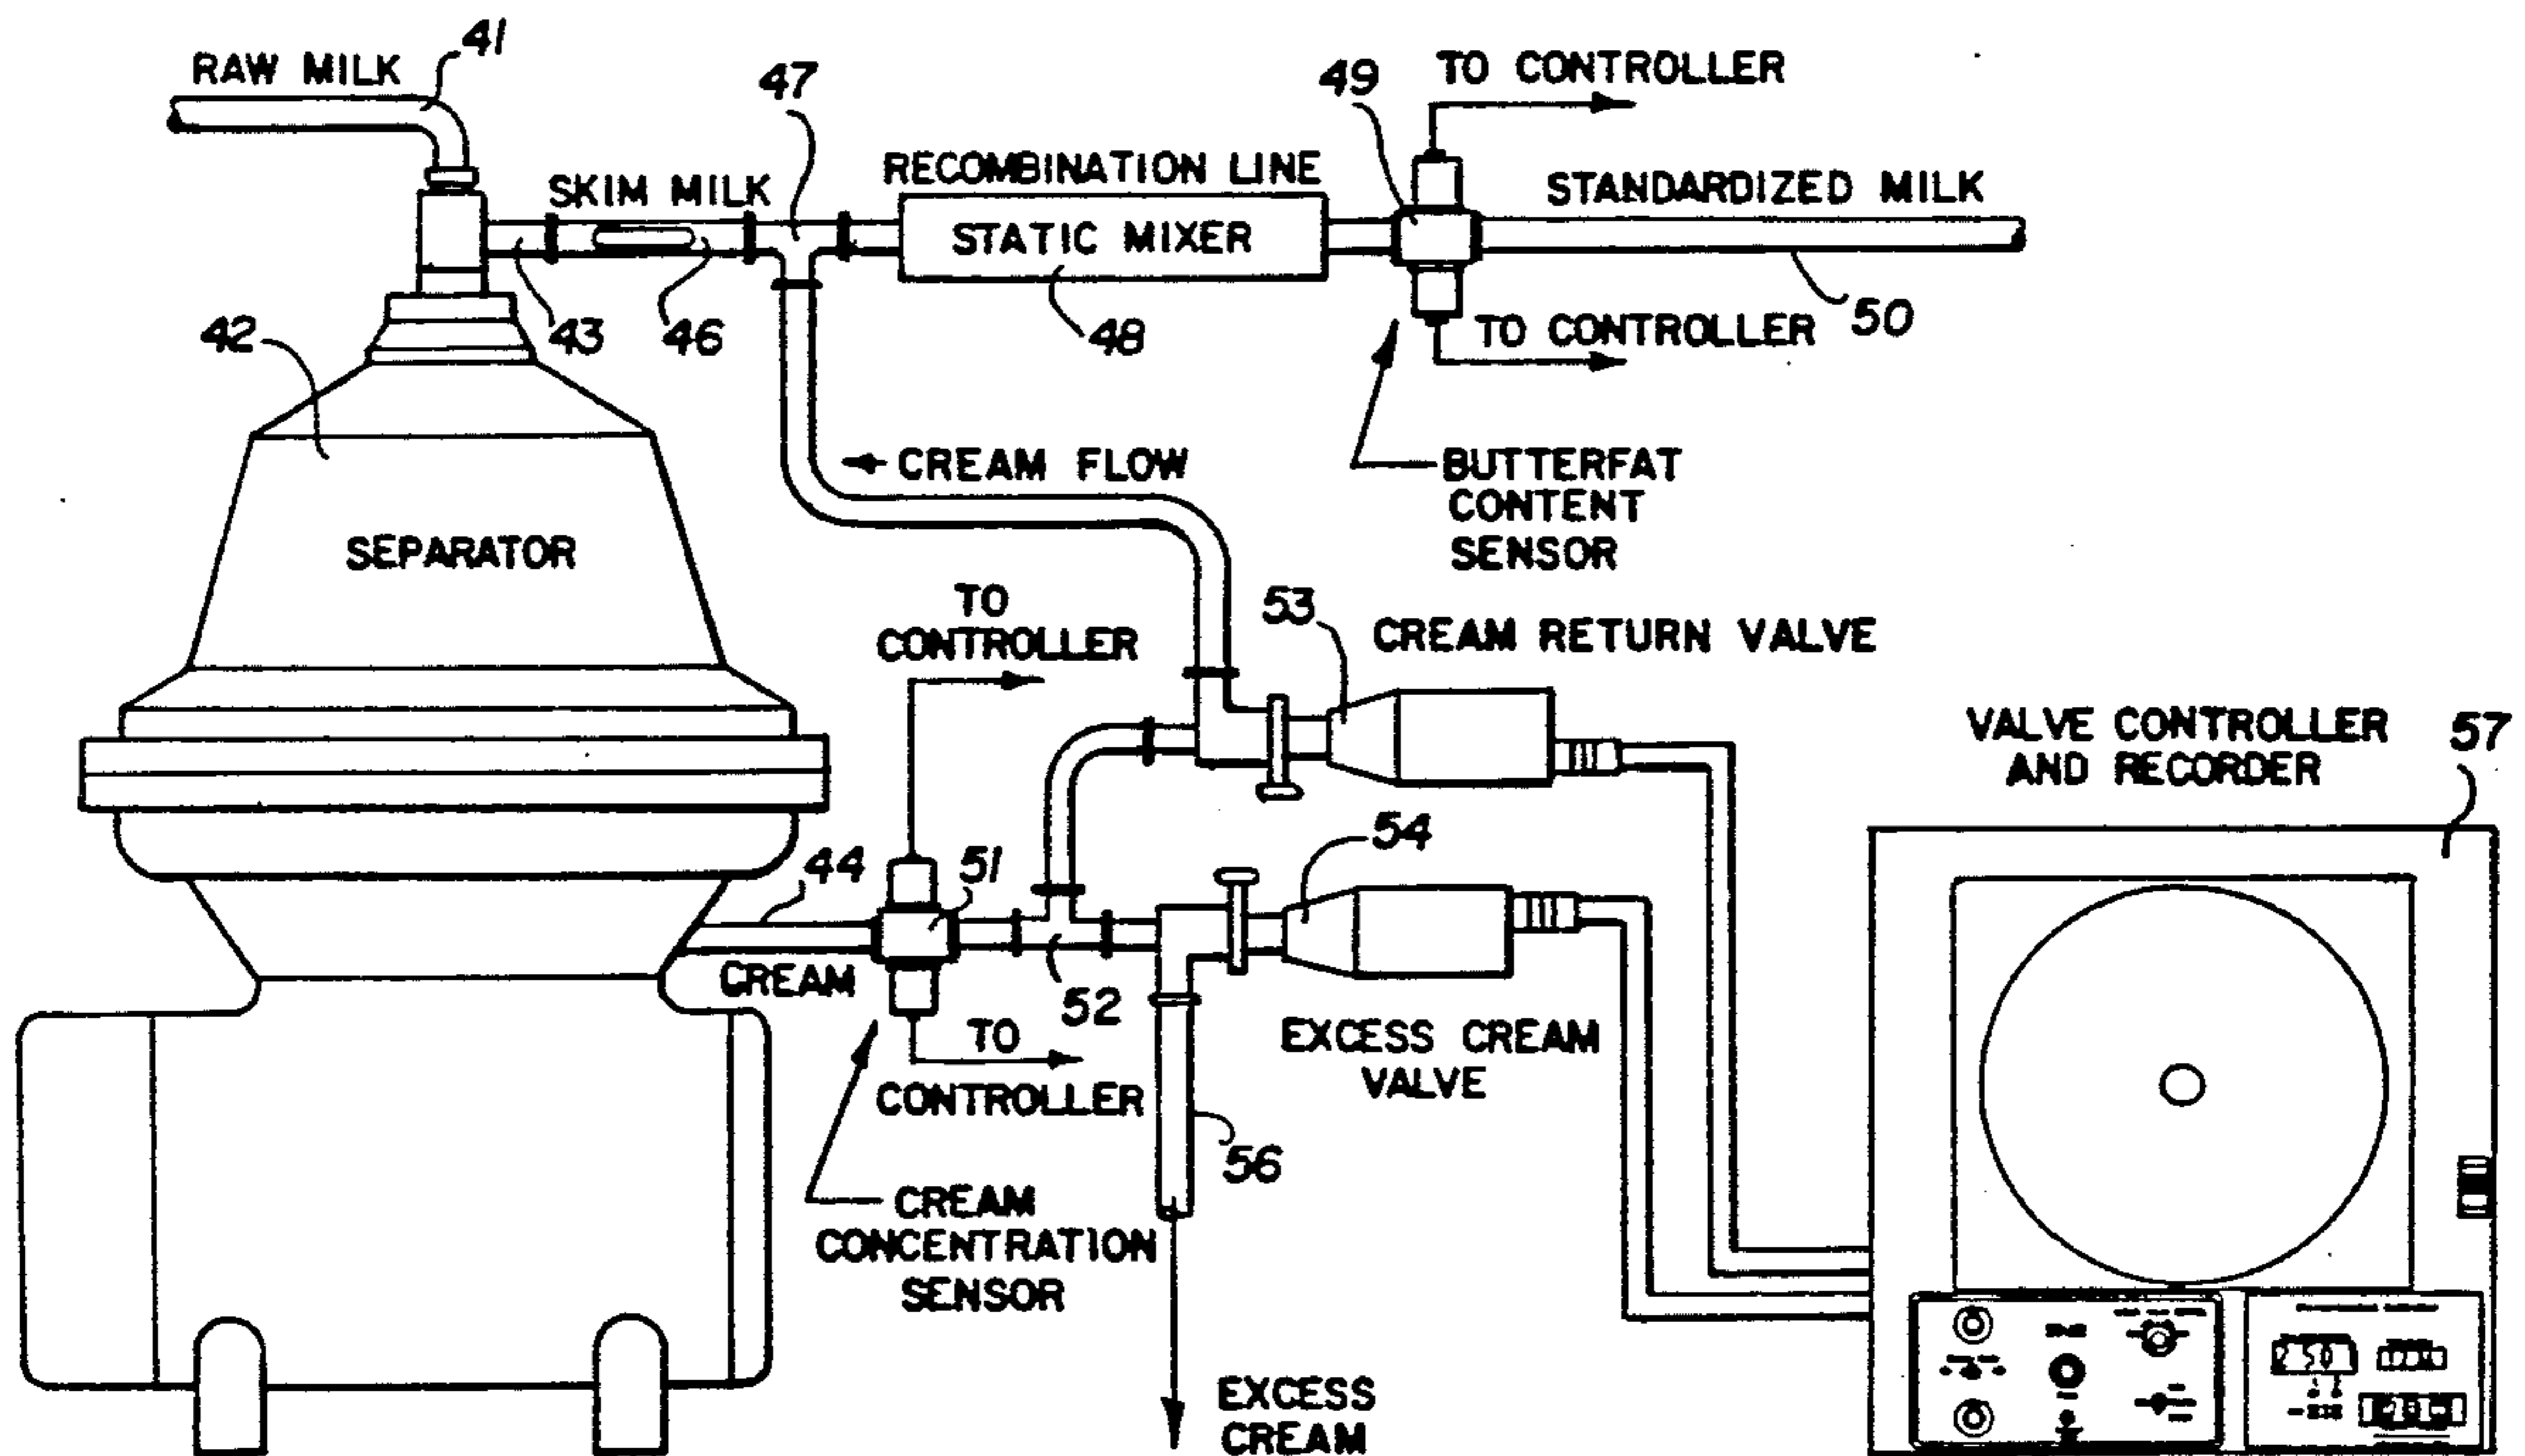 41
RAW MILK
47
49
TO CONTROLLER
SKIM MILK
RECOMBINATION LINE
STATIC MIXER
STANDARDIZED MILK
42
43
46
48
TO CONTROLLER
50
CREAM FLOW
BUTTERFAT
CONTENT
SENSOR
SEPARATOR
TO
CONTROLLER
53
CREAM RETURN VALVE
VALVE CONTROLLER
AND RECORDER
57
44
51
54
CREAM
52
TO
CONTROLLER
EXCESS CREAM
VALVE
56
CREAM
CONCENTRATION
SENSOR
EXCESS
CREAM
250